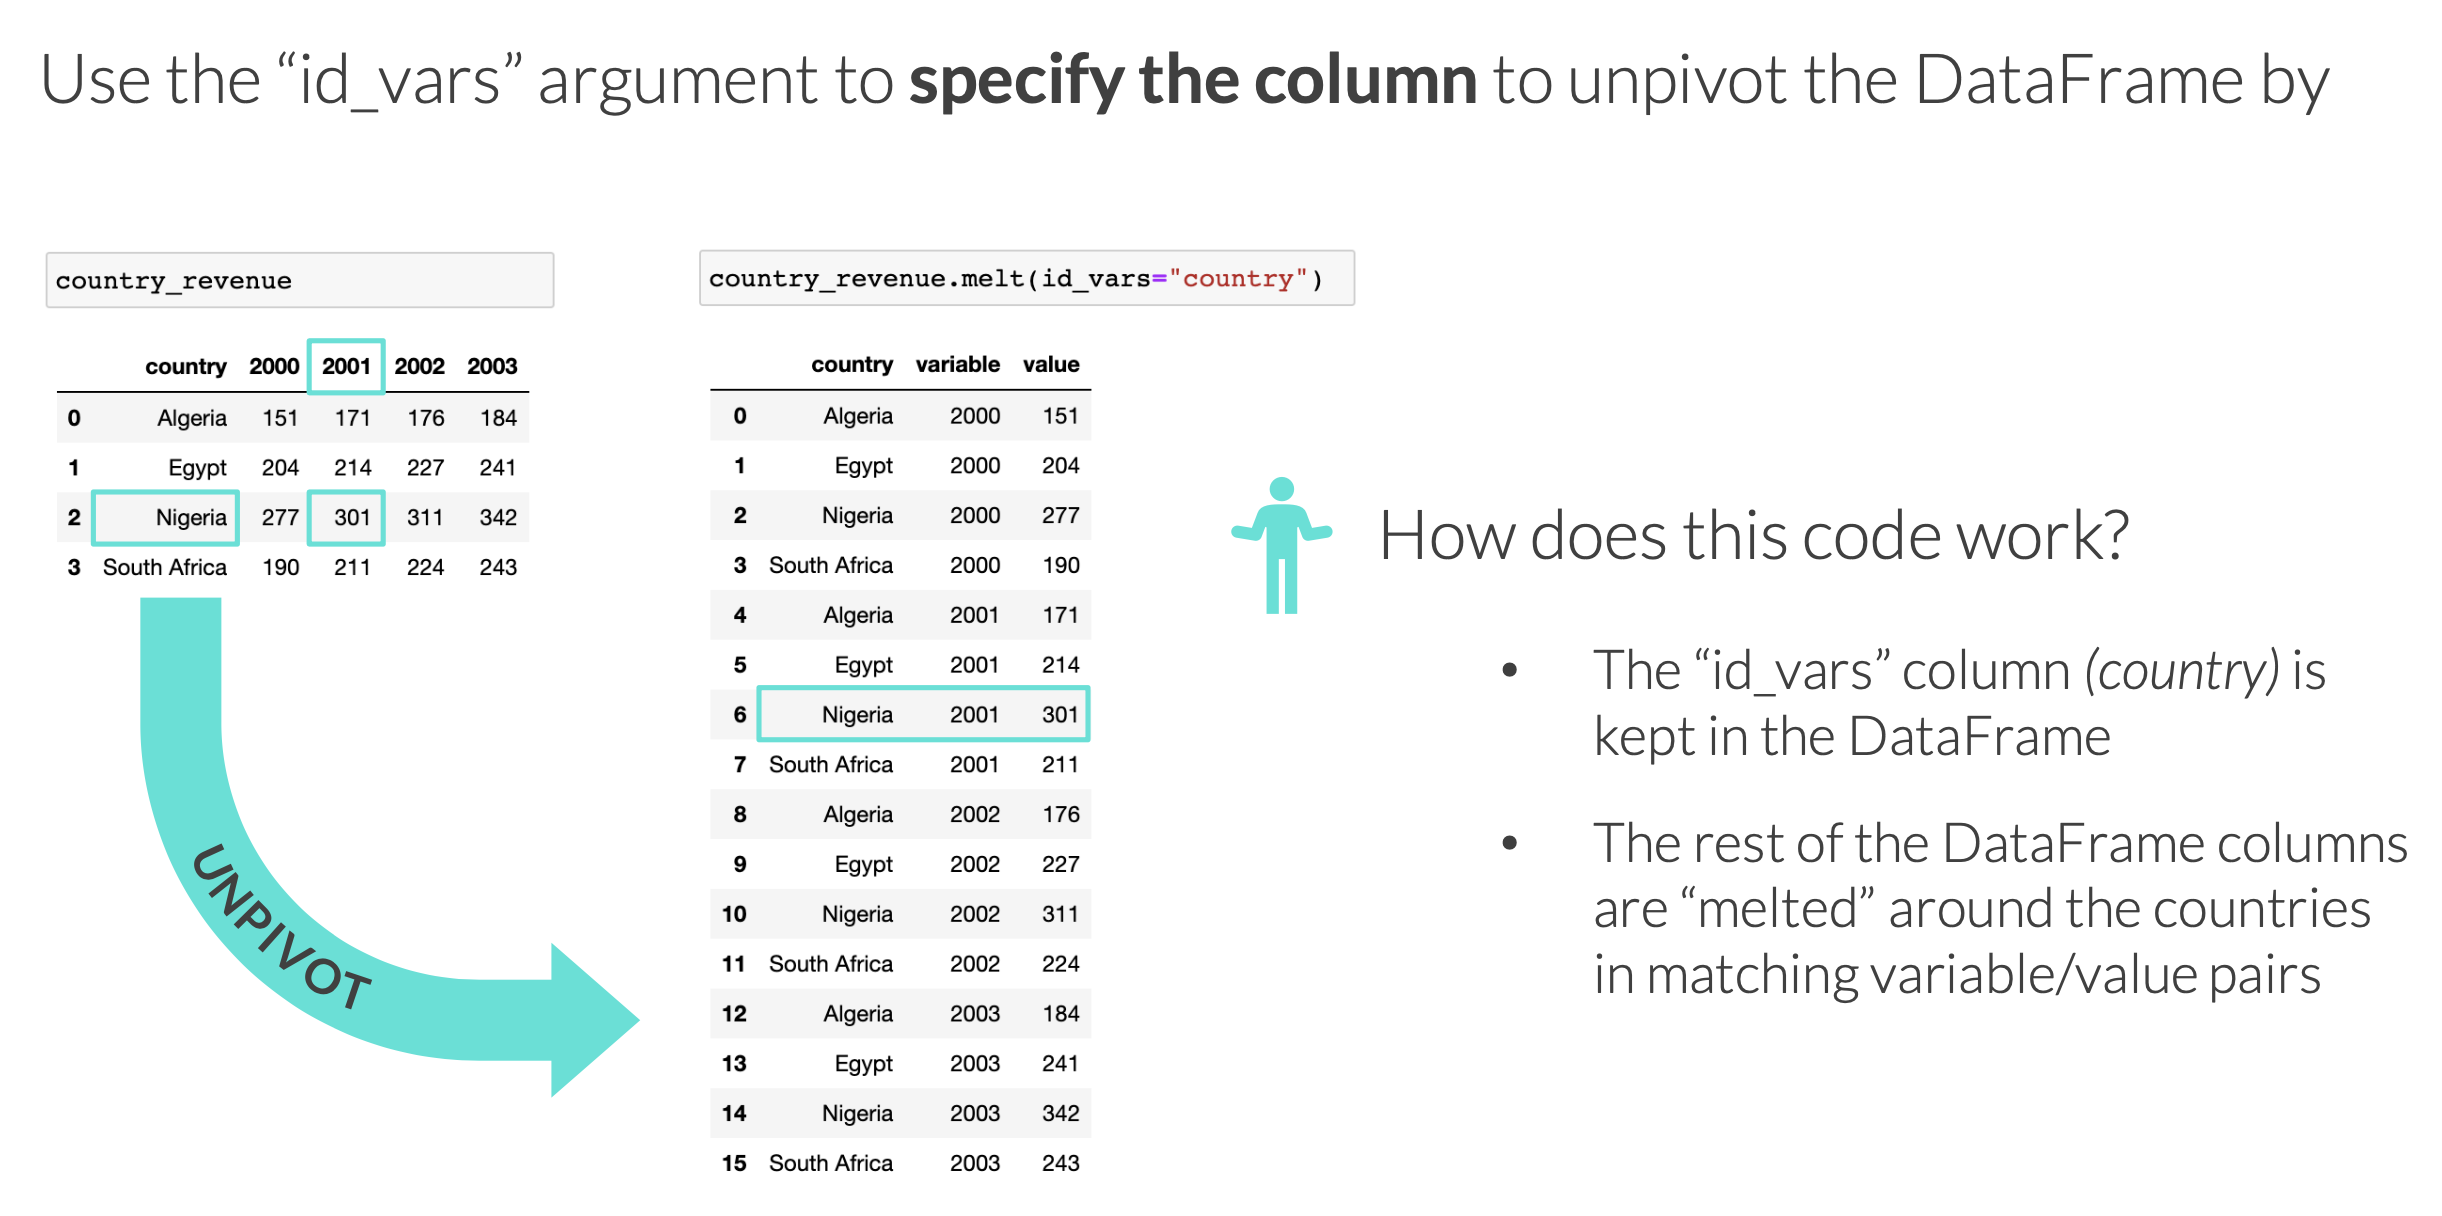 Use the “id_vars” argument to specify the column to unpivot the DataFrame by
country_revenue
country 2000 2001 2002 2003
0 Algeria 151 171 176 184
1 Egypt 204 214 227 241
2 Nigeria 277 301 311 342
3 South Africa 190 211 224 243
UNPIVOT
country_revenue.melt(id_vars="country")
country variable value
0 Algeria 2000 151
1 Egypt 2000 204
2 Nigeria 2000 277
3 South Africa 2000 190
4 Algeria 2001 171
5 Egypt 2001 214
6 Nigeria 2001 301
7 South Africa 2001 211
8 Algeria 2002 176
9 Egypt 2002 227
10 Nigeria 2002 311
11 South Africa 2002 224
12 Algeria 2003 184
13 Egypt 2003 241
14 Nigeria 2003 342
15 South Africa 2003 243
How does this code work?
• The “id_vars” column (country) is
kept in the DataFrame
• The rest of the DataFrame columns
are “melted” around the countries
in matching variable/value pairs